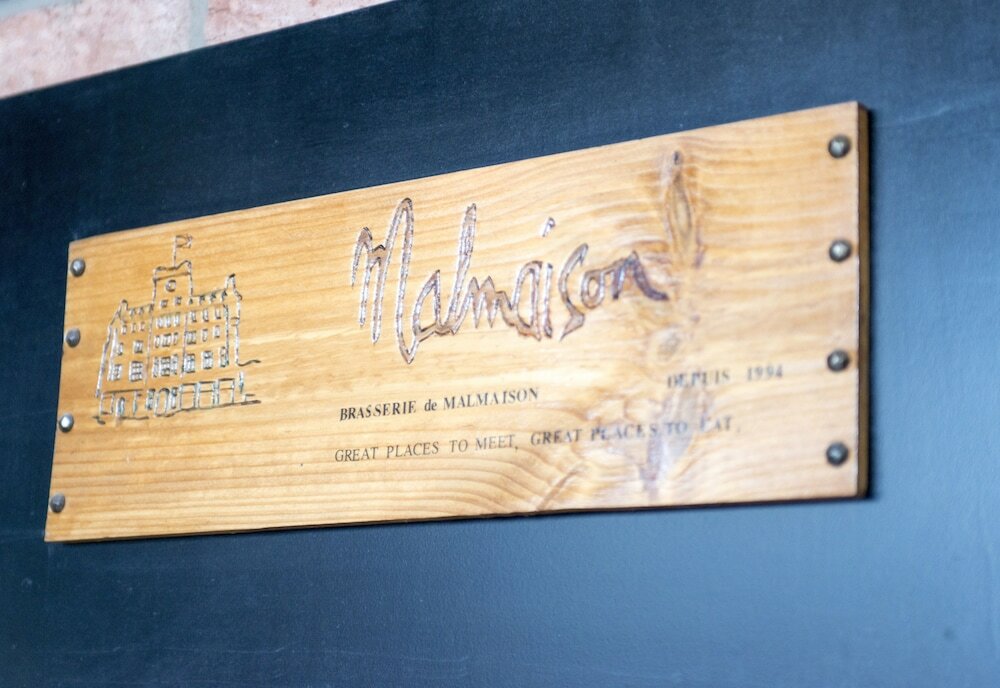 Malmaison
DEPUIS 1994
BRASSERIE de MALMAISON
GREAT PLACES TO MEET, GREAT PLACES TO EAT.